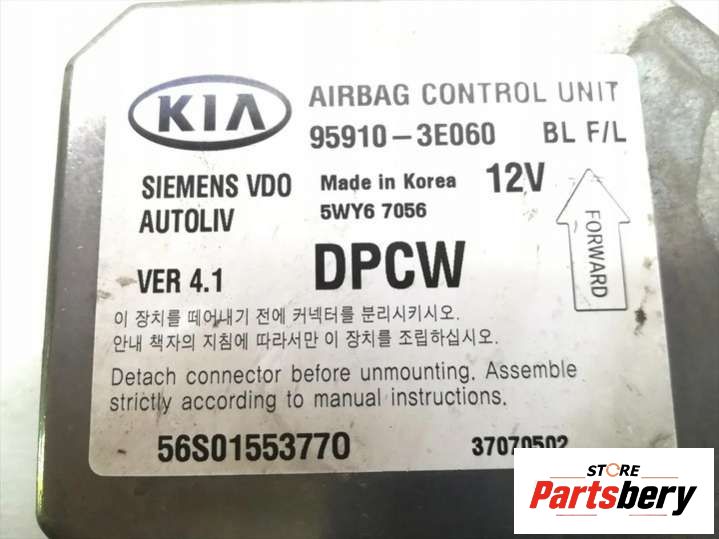 KIA
AIRBAG CONTROL UNIT
95910-3E060 BL F/L
SIEMENS VDO Made in Korea 12V
AUTOLIV 5WY6 7056
FORWARD
VER 4.1 DPCW
이 장치를 떼어내기 전에 커넥터를 분리시키시오.
안내 책자의 지침에 따라서만 이 장치를 조립하십시오.
Detach connector before unmounting. Assemble
strictly according to manual instructions.
56S01553770 37070502
STORE
Partsbery